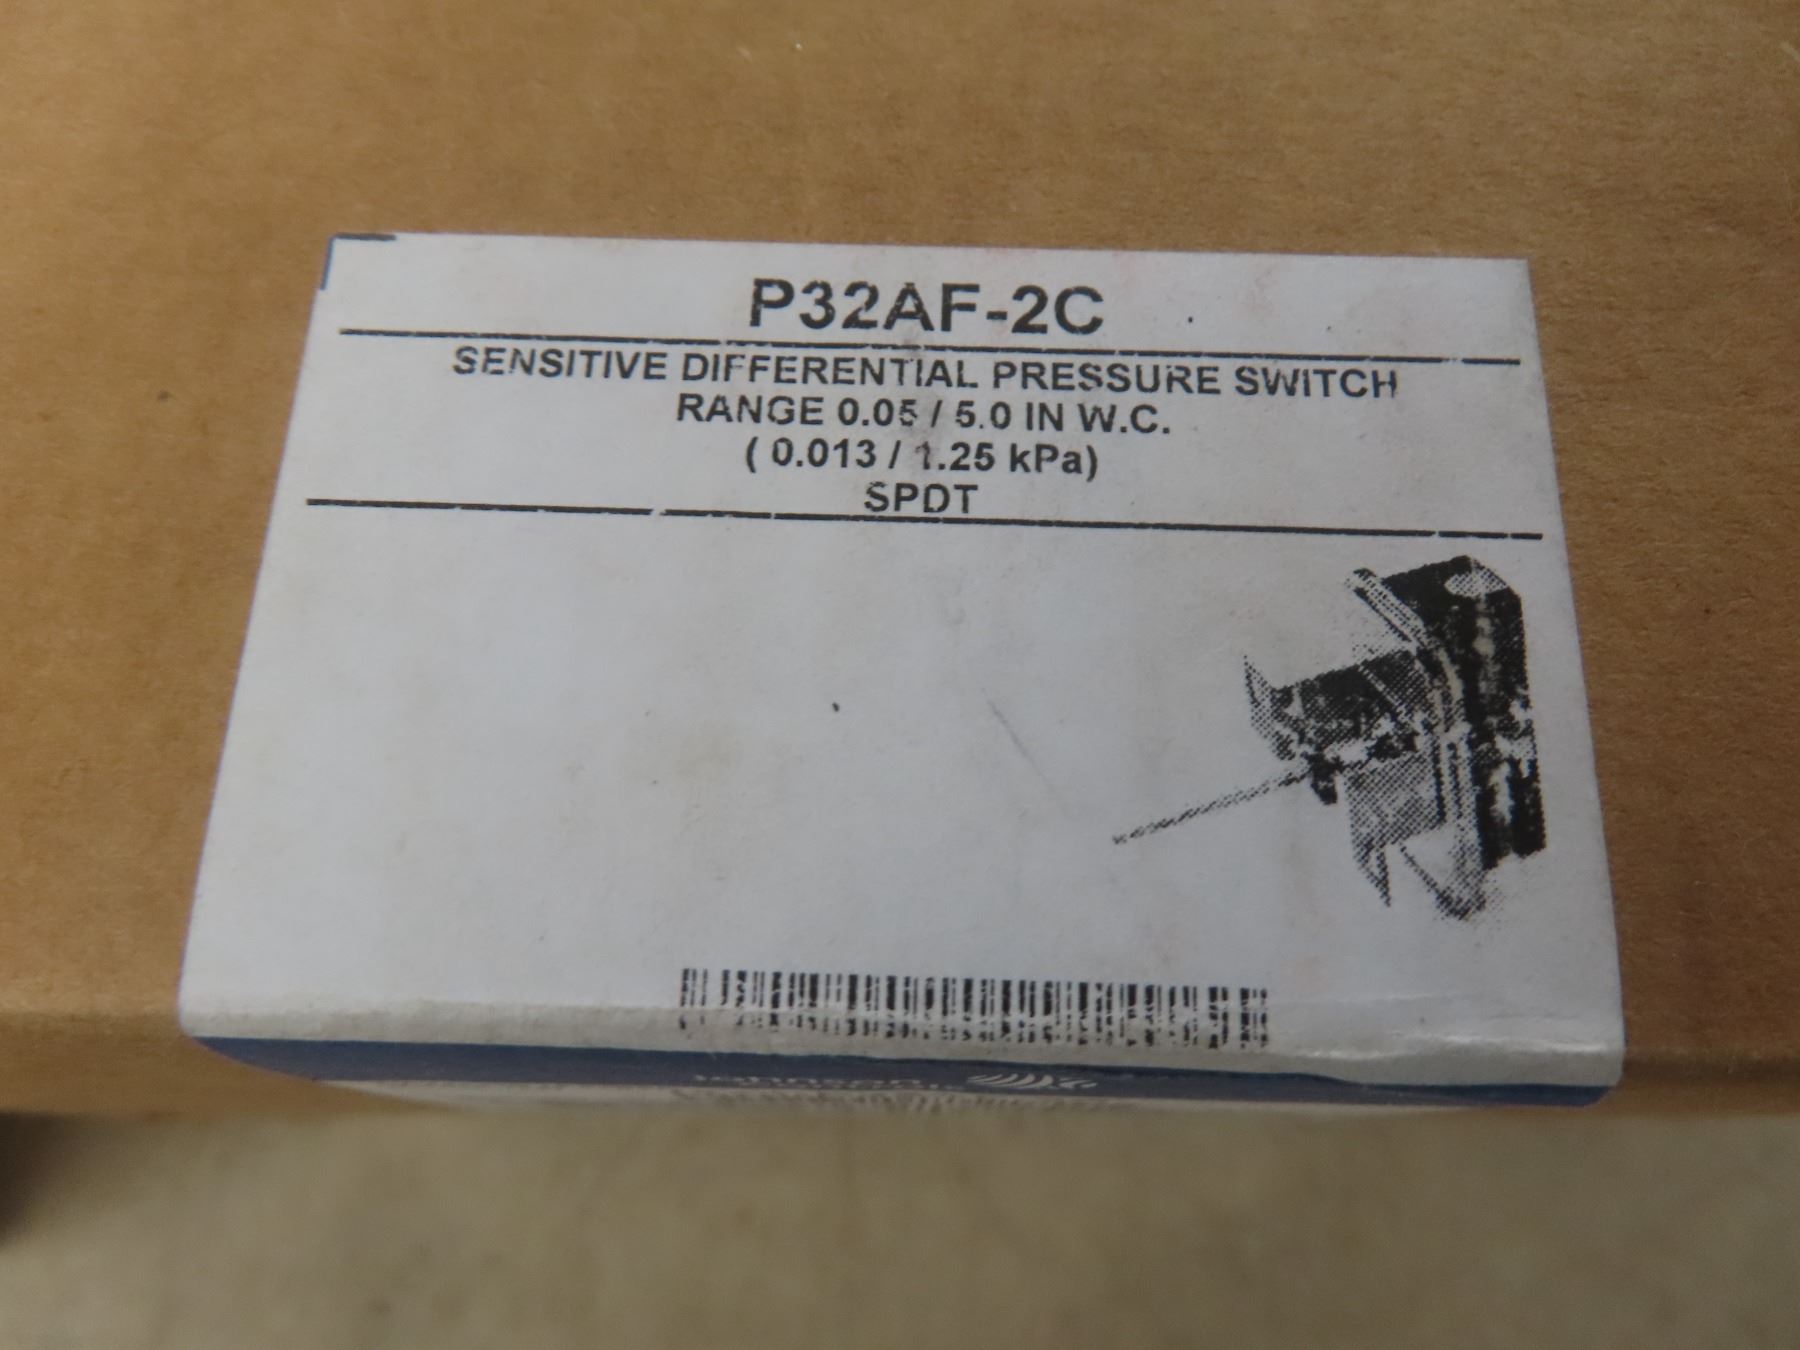 P32AF-2C
SENSITIVE DIFFERENTIAL PRESSURE SWITCH
RANGE 0.05 / 5.0 IN W.C.
( 0.013 / 1.25 kPa)
SPDT